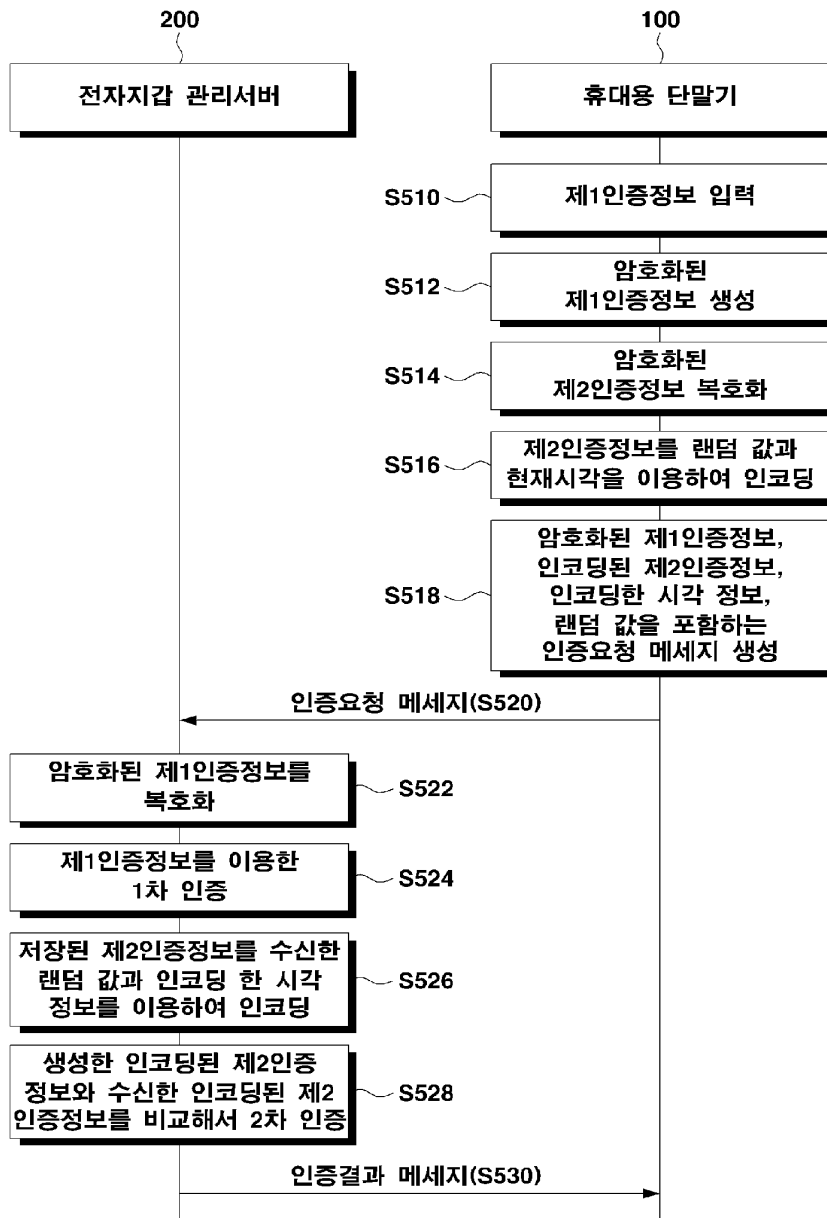 200
100
전자지갑 관리서버
휴대용 단말기
S510
제1인증정보 입력
S512
암호화된
제1인증정보 생성
S514
암호화된
제2인증정보 복호화
S516
제2인증정보를 랜덤 값과
현재시각을 이용하여 인코딩
S518
암호화된 제1인증정보,
인코딩된 제2인증정보,
인코딩한 시각 정보,
랜덤 값을 포함하는
인증요청 메세지 생성
인증요청 메세지(S520)
암호화된 제1인증정보를
복호화
S522
제1인증정보를 이용한
1차 인증
S524
저장된 제2인증정보를 수신한
랜덤 값과 인코딩 한 시각
정보를 이용하여 인코딩
S526
생성한 인코딩된 제2인증
정보와 수신한 인코딩된 제2
인증정보를 비교해서 2차 인증
S528
인증결과 메세지(S530)